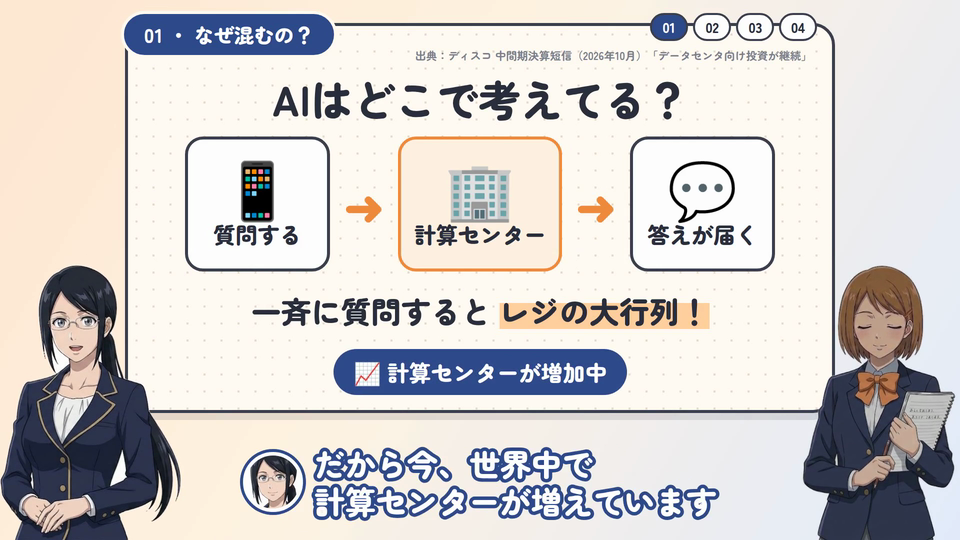 01 ・ なぜ混むの？
01 02 03 04
出典：ディスコ 中間期決算短信（2026年10月）「データセンタ向け投資が継続」
AIはどこで考えてる？
質問する
計算センター
答えが届く
一斉に質問すると レジの大行列！
計算センターが増加中
だから今、世界中で
計算センターが増えています